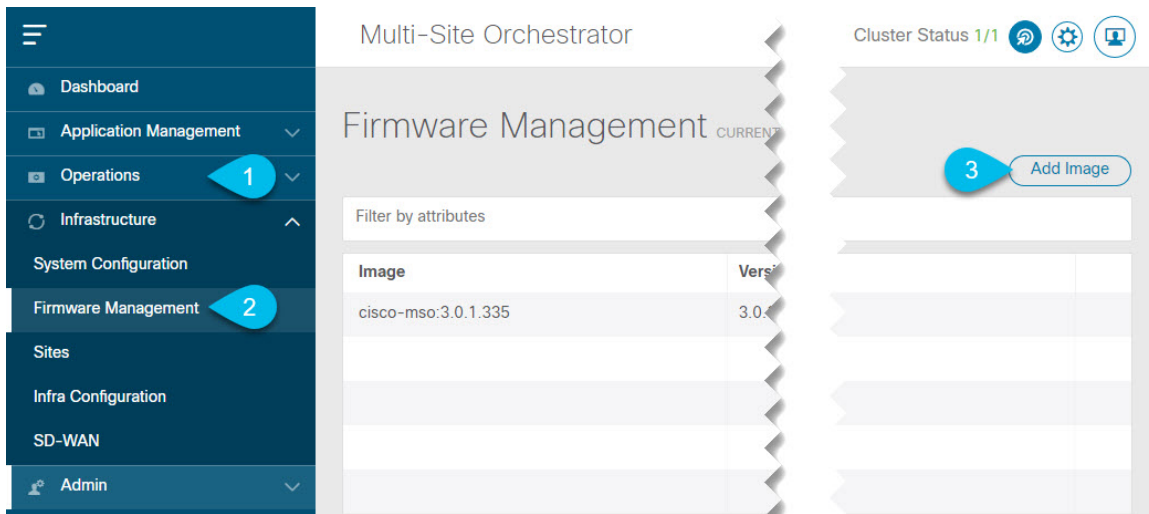 Multi-Site Orchestrator
Cluster Status 1/1
Dashboard
Application Management
Operations
1
Infrastructure
System Configuration
Firmware Management
2
Sites
Infra Configuration
SD-WAN
Admin
Firmware Management
3
Add Image
Filter by attributes
Image
cisco-mso:3.0.1.335
3.0.